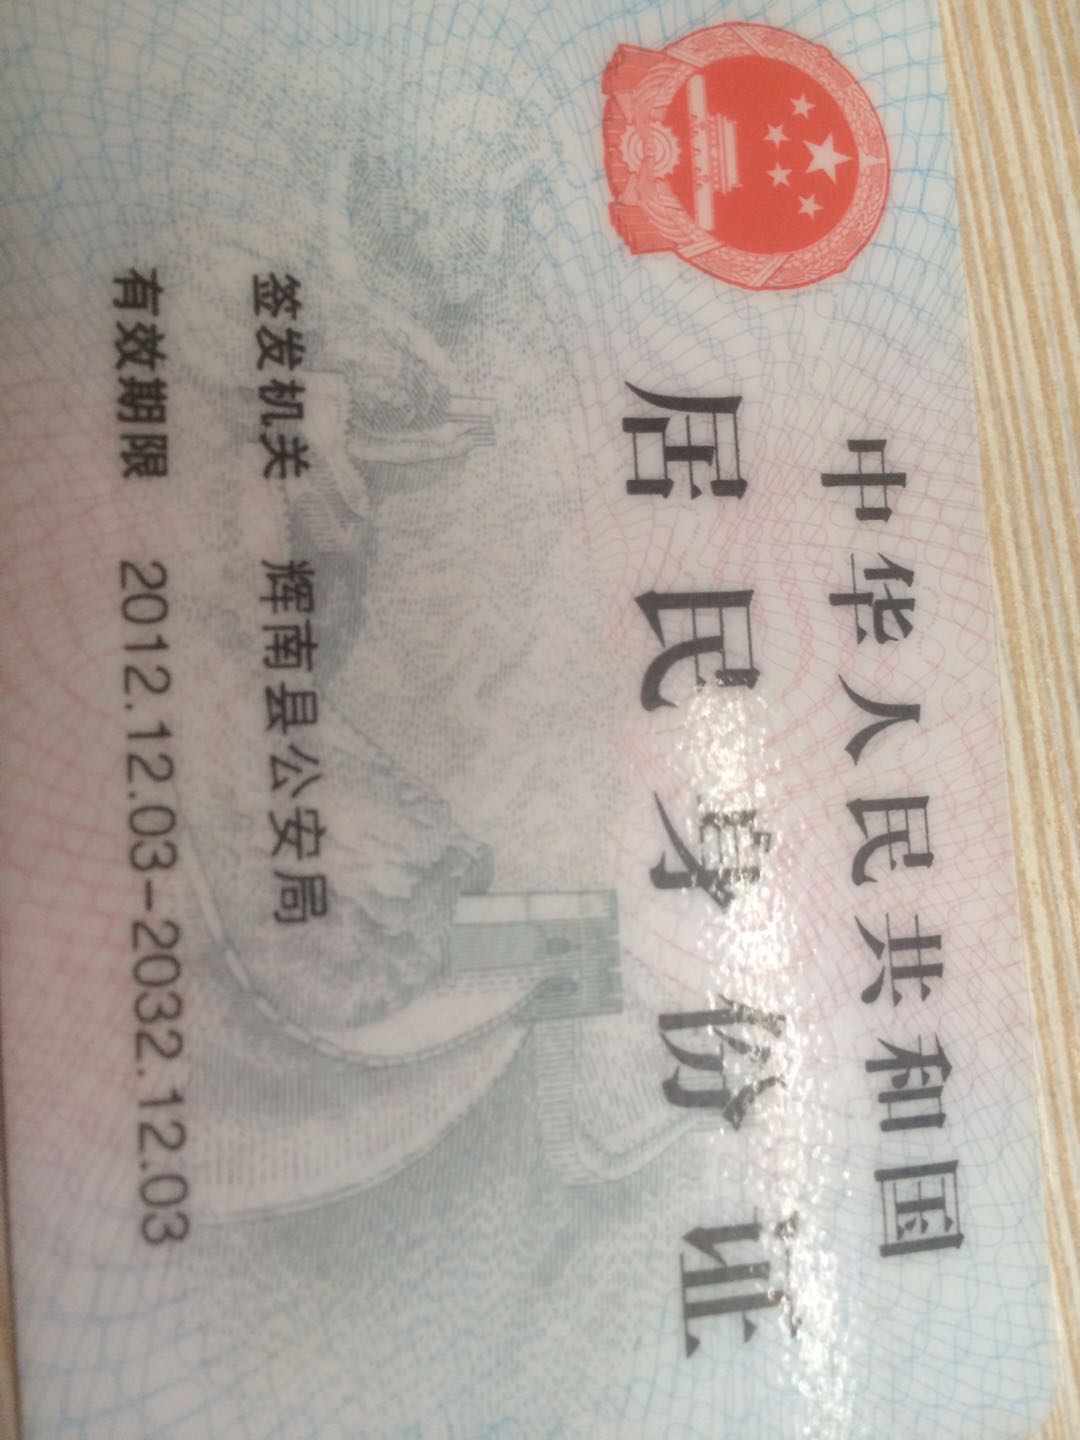 中华人民共和国
居民身份证
签发机关 辉南县公安局
有效期限 2012.12.03-2032.12.03